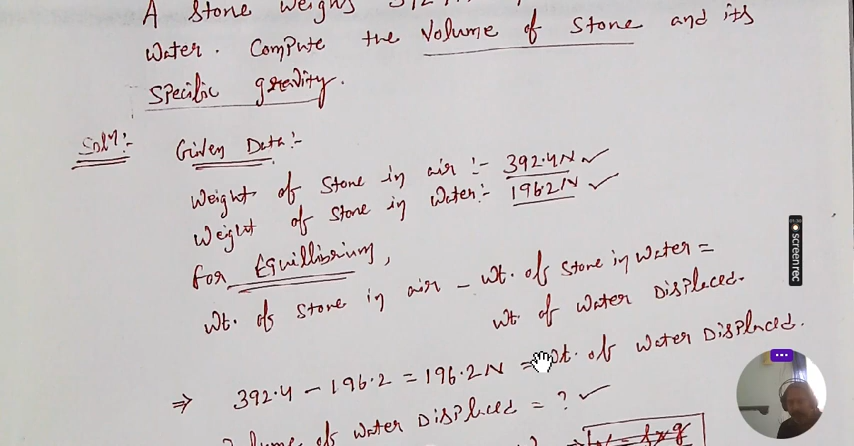 A Stone weighs 392.4N
Water. Compute the Volume of Stone and its
Specific gravity.
Solⁿ:-
Given Data:-
Weight of Stone in air :- 392.4N ✓
Weight of Stone in Water:- 196.2N ✓
For Equillibrium,
Wt. of Stone in air - Wt. of Stone in Water =
Wt. of Water Displaced.
⇒ 392.4 - 196.2 = 196.2N = Wt. of Water Displaced.
of Water Displaced = ? ✓
screenrec